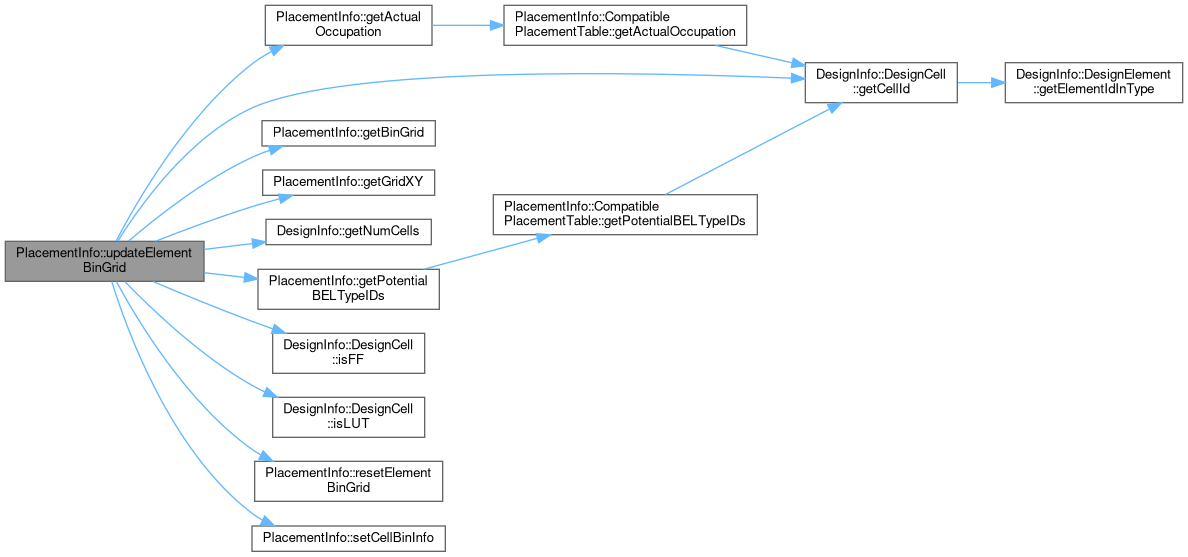 PlacementInfo::getActual
Occupation
PlacementInfo::Compatible
PlacementTable::getActualOccupation
DesignInfo::DesignCell
::getCellId
DesignInfo::DesignElement
::getElementIdInType
PlacementInfo::getBinGrid
PlacementInfo::getGridXY
PlacementInfo::Compatible
PlacementTable::getPotentialBELTypeIDs
DesignInfo::getNumCells
PlacementInfo::updateElement
BinGrid
PlacementInfo::getPotential
BELTypeIDs
DesignInfo::DesignCell
::isFF
DesignInfo::DesignCell
::isLUT
PlacementInfo::resetElement
BinGrid
PlacementInfo::setCellBinInfo